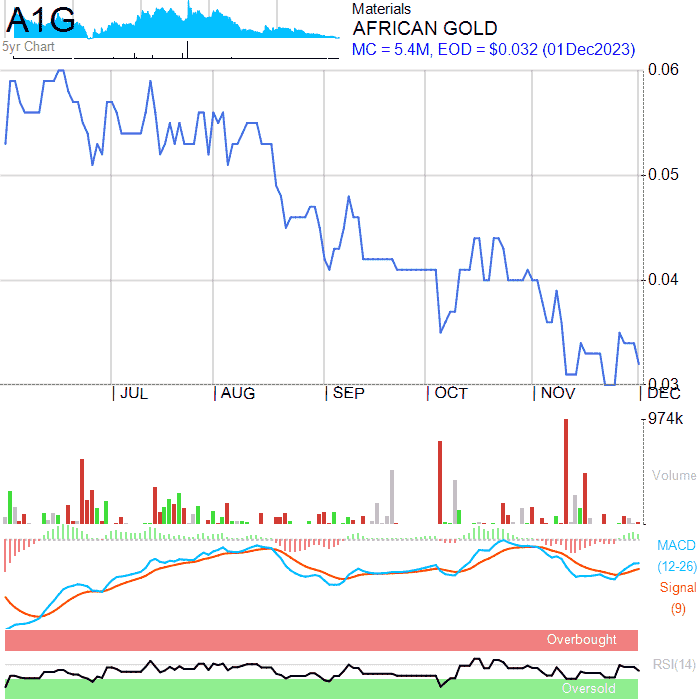 A1G
5yr Chart
Materials
AFRICAN GOLD
MC = 5.4M, EOD = $0.032 (01Dec2023)
0.06
0.05
0.04
0.03
JUL AUG SEP OCT NOV DEC
974k
Volume
MACD
(12-26)
Signal
(9)
Overbought
RSI(14)
Oversold